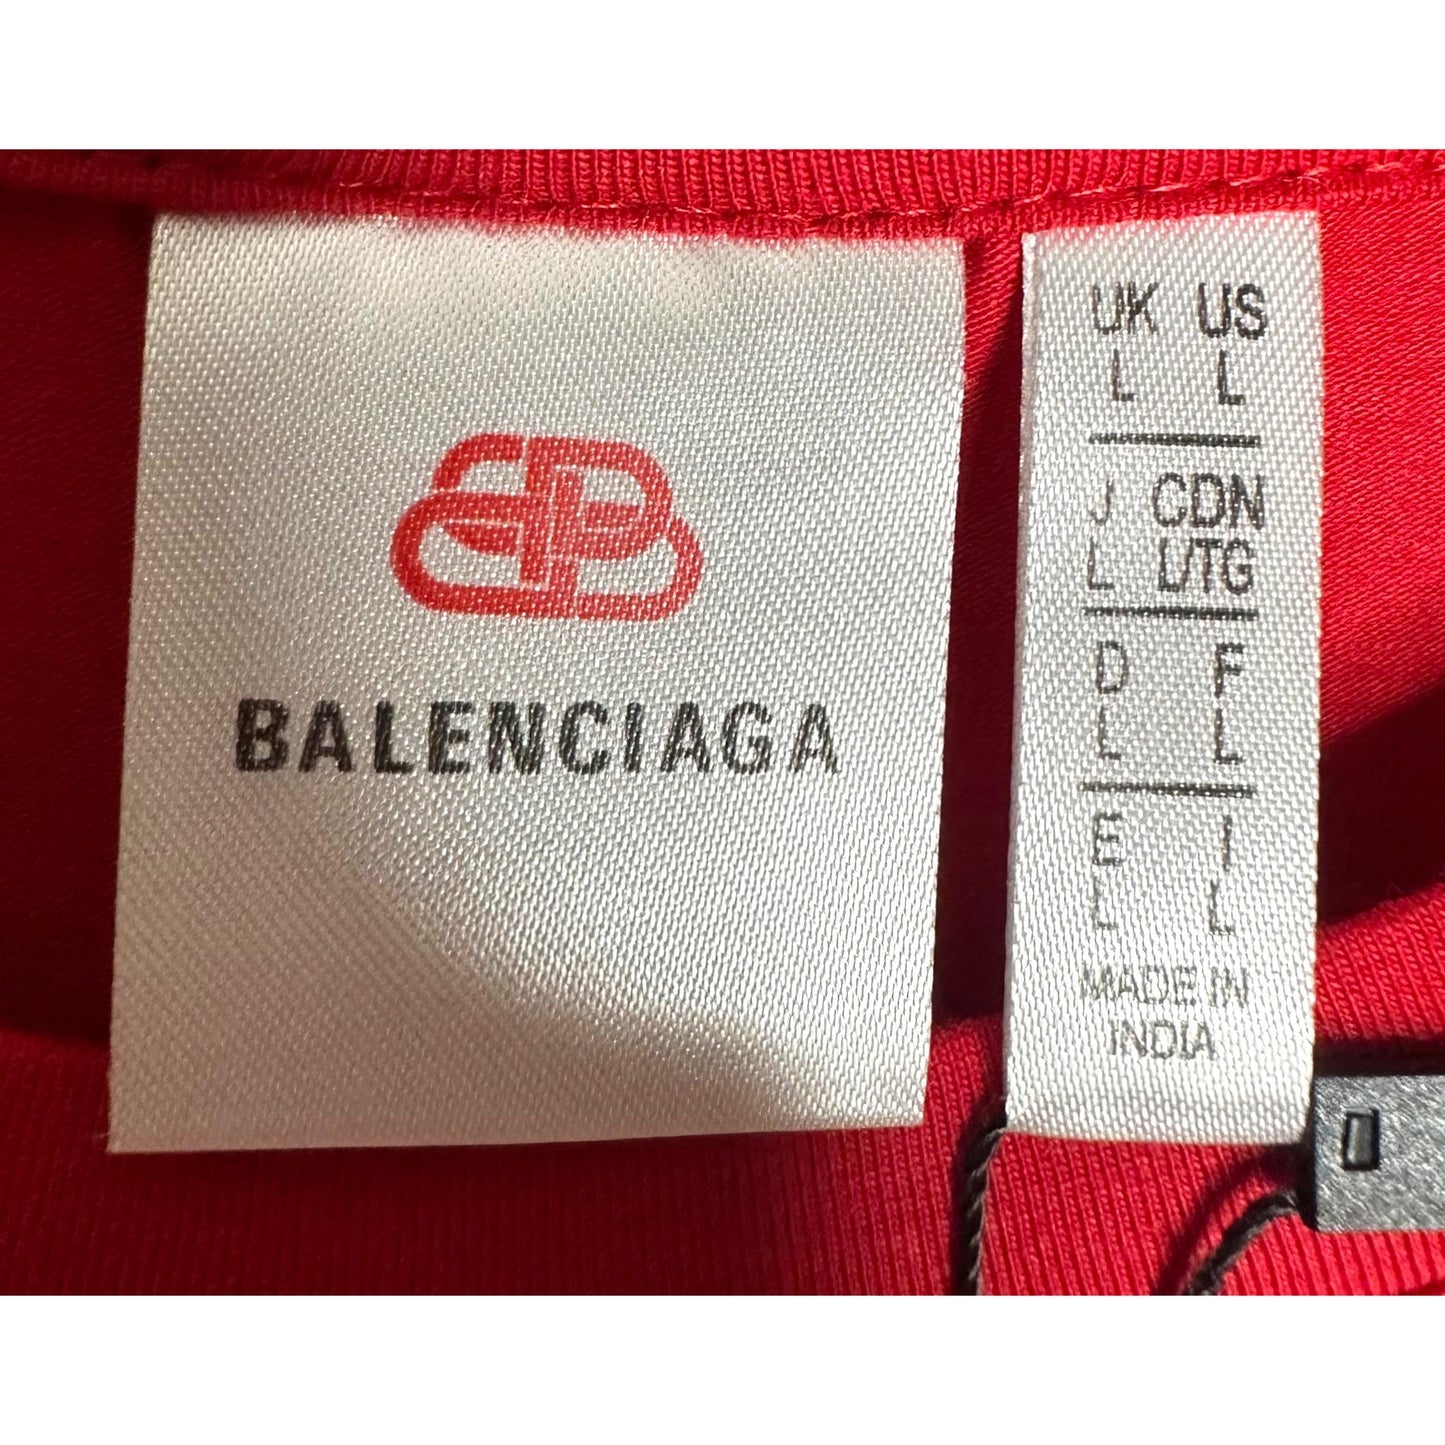 BALENCIAGA
UK US
L L
J CDN
L L/TG
D F
L L
E I
L L
MADE IN
INDIA